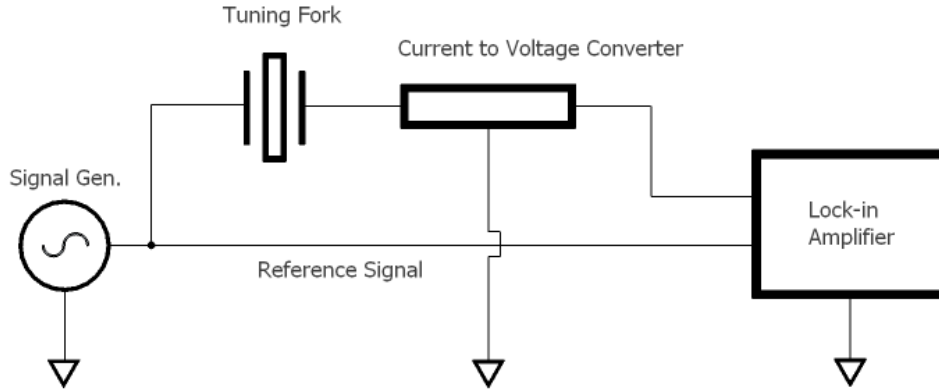 Tuning Fork
Current to Voltage Converter
Signal Gen.
Lock-in
Amplifier
Reference Signal